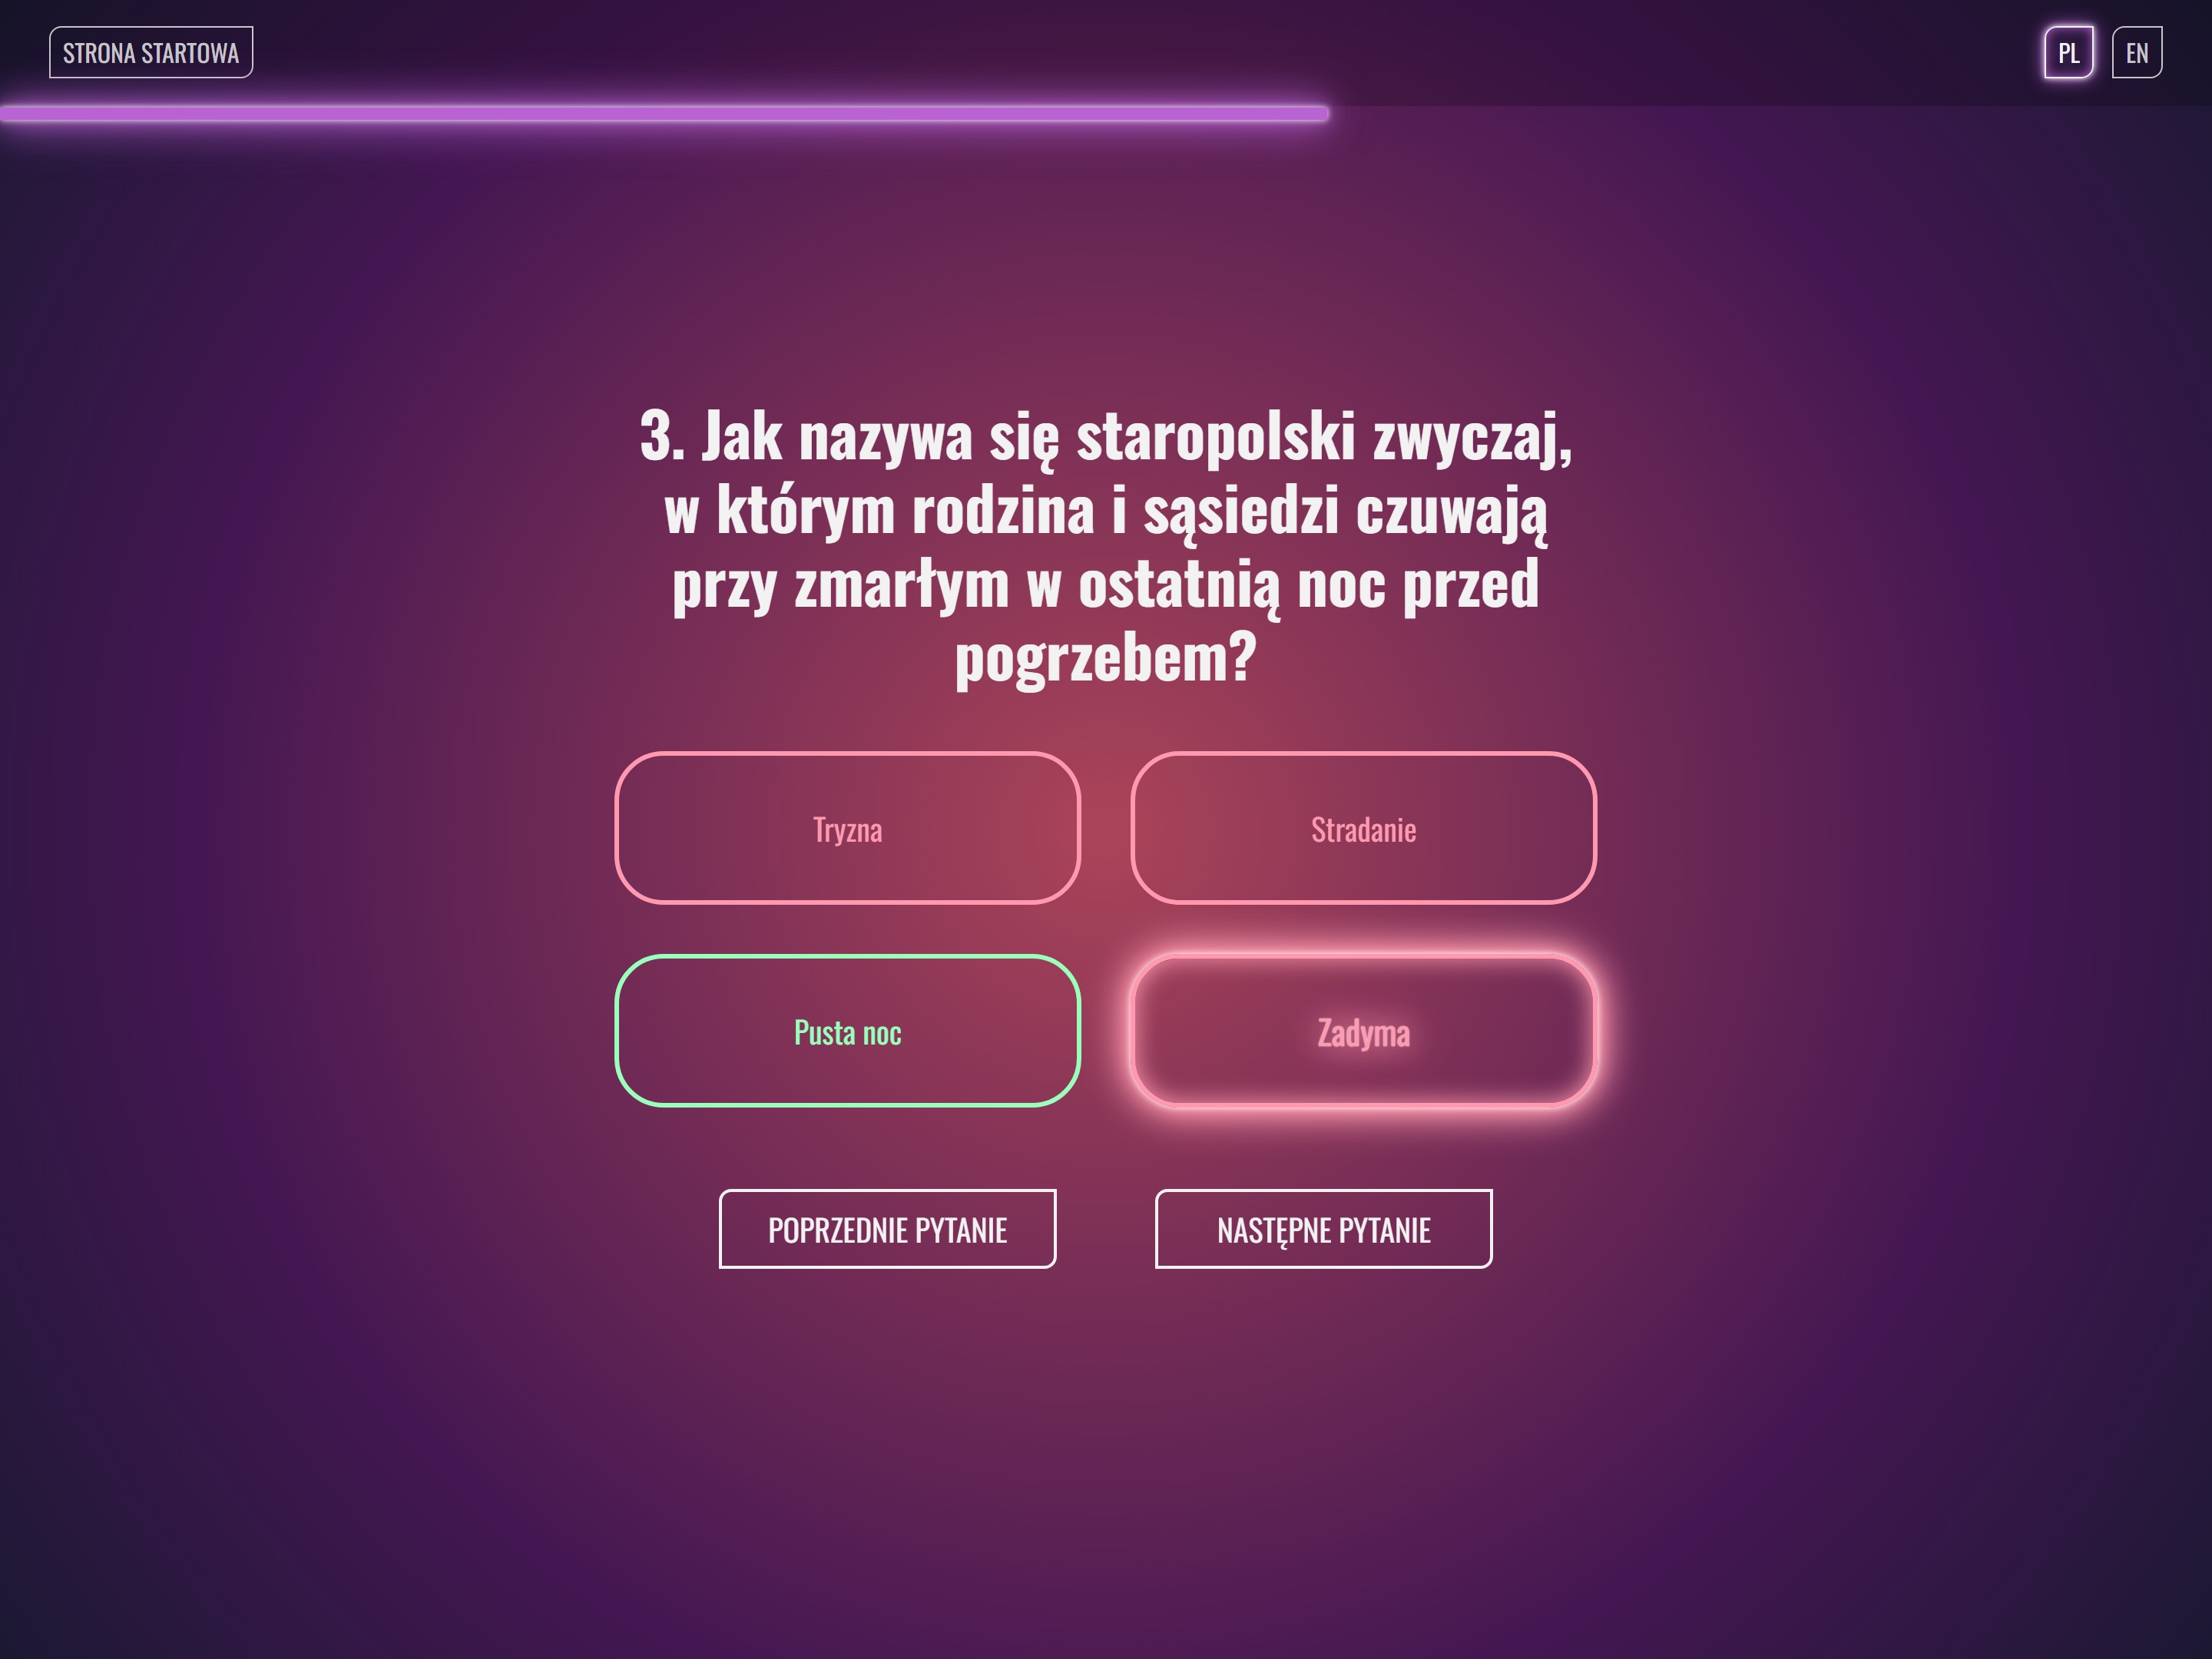 STRONA STARTOWA
PL
EN
3. Jak nazywa się staropolski zwyczaj,
w którym rodzina i sąsiedzi czuwają
przy zmarłym w ostatnią noc przed
pogrzebem?
Tryzna
Stradanie
Pusta noc
Zadyma
POPRZEDNIE PYTANIE
NASTĘPNE PYTANIE